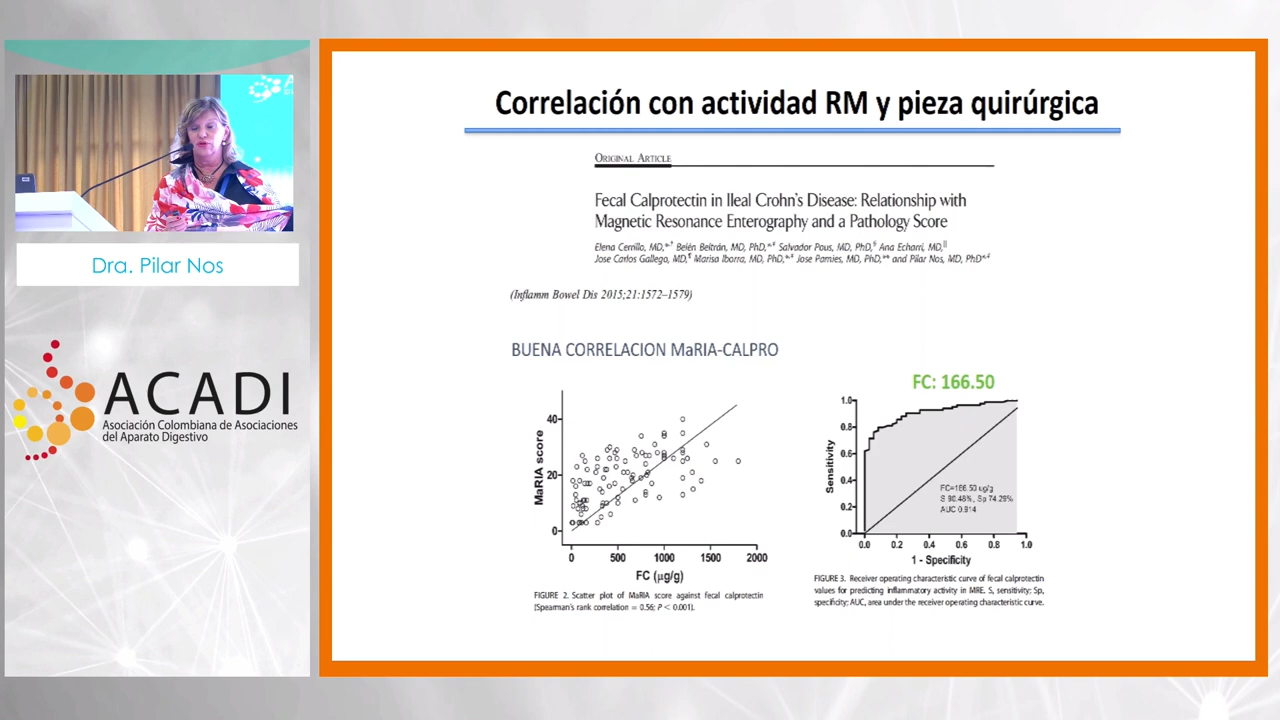 Correlación con actividad RM y pieza quirúrgica
ORIGINAL ARTICLE
Fecal Calprotectin in Ileal Crohn's Disease: Relationship with
Magnetic Resonance Enterography and a Pathology Score
Elena Cerrillo, MD,*,† Belén Beltrán, MD, PhD,*,‡ Salvador Pous, MD, PhD,§ Ana Echarri, MD,||
Jose Carlos Gallego, MD,¶ Marisa Iborra, MD, PhD,*,‡ Jose Pamies, MD, PhD,** and Pilar Nos, MD, PhD*,‡
(Inflamm Bowel Dis 2015;21:1572–1579)
BUENA CORRELACION MaRIA-CALPRO
MaRIA score
40
20
0
0 500 1000 1500 2000
FC (µg/g)
FIGURE 2. Scatter plot of MaRIA score against fecal calprotectin
(Spearman's rank correlation = 0.56; P < 0.001).
FC: 166.50
Sensitivity
1.0
0.8
0.6
0.4
0.2
0.0
FC=166.50 ug/g
S 90.48%, Sp 74.29%
AUC 0.914
0.0 0.2 0.4 0.6 0.8 1.0
1 - Specificity
FIGURE 3. Receiver operating characteristic curve of fecal calprotectin
values for predicting inflammatory activity in MRE. S, sensitivity; Sp,
specificity; AUC, area under the receiver operating characteristic curve.
Dra. Pilar Nos
ACADI
Asociación Colombiana de Asociaciones
del Aparato Digestivo